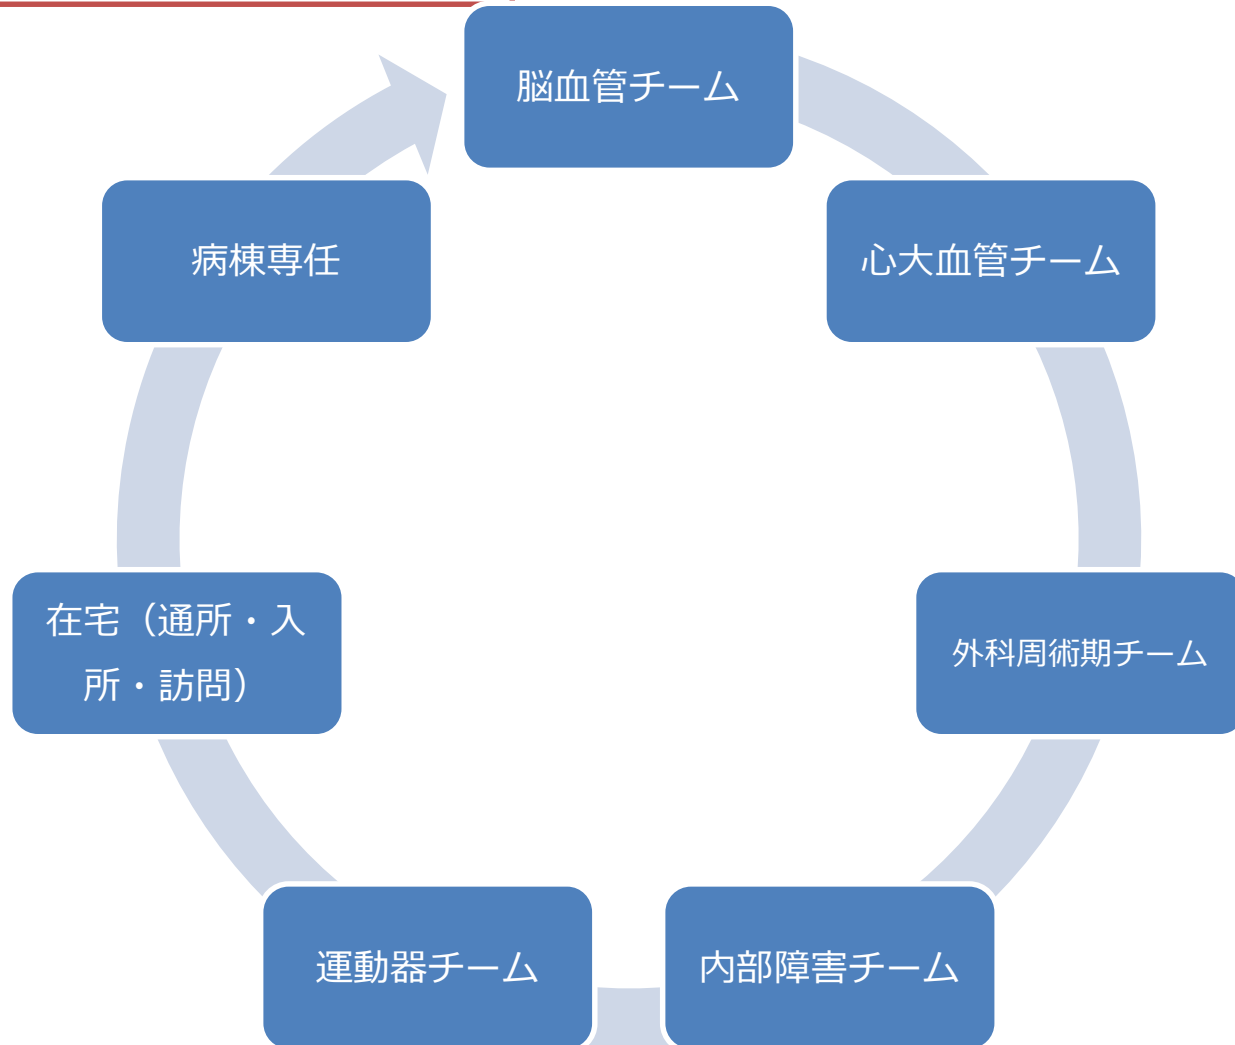 脳血管チーム
心大血管チーム
外科周術期チーム
内部障害チーム
運動器チーム
在宅（通所・入
所・訪問）
病棟専任